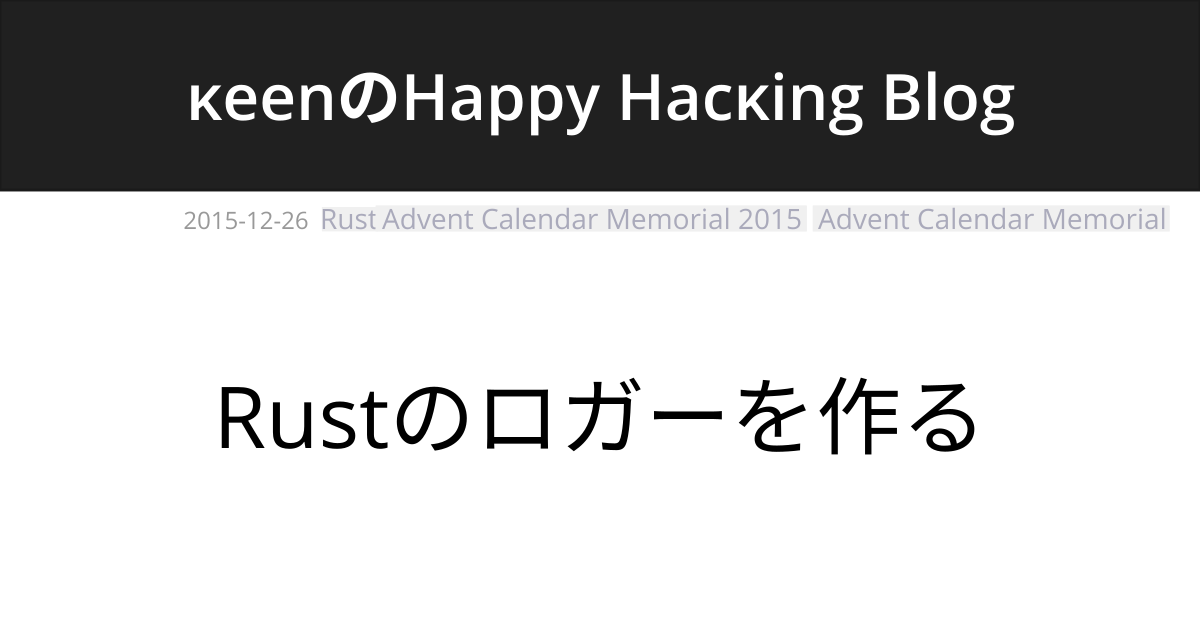 κeenのHappy Hacκing Blog
2015-12-26 Rust Advent Calendar Memorial 2015 Advent Calendar Memorial
Rustのロガーを作る